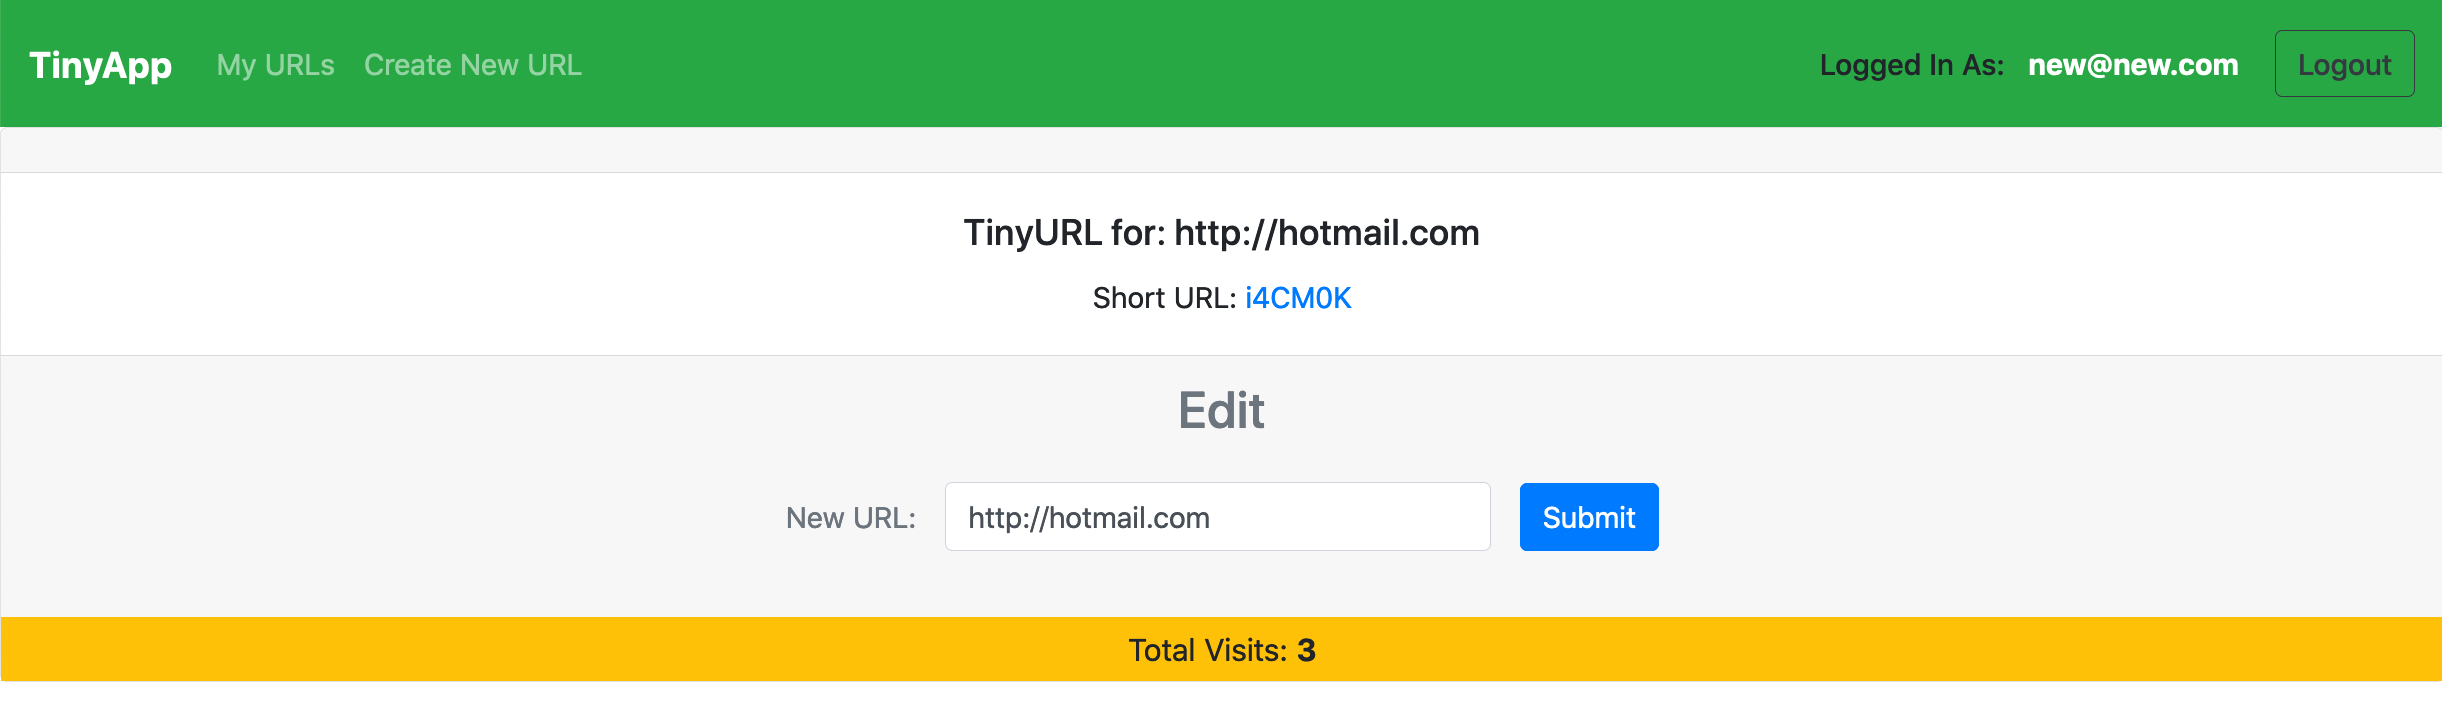 TinyApp My URLs Create New URL Logged In As: new@new.com Logout
TinyURL for: http://hotmail.com
Short URL: i4CM0K
Edit
New URL: http://hotmail.com Submit
Total Visits: 3